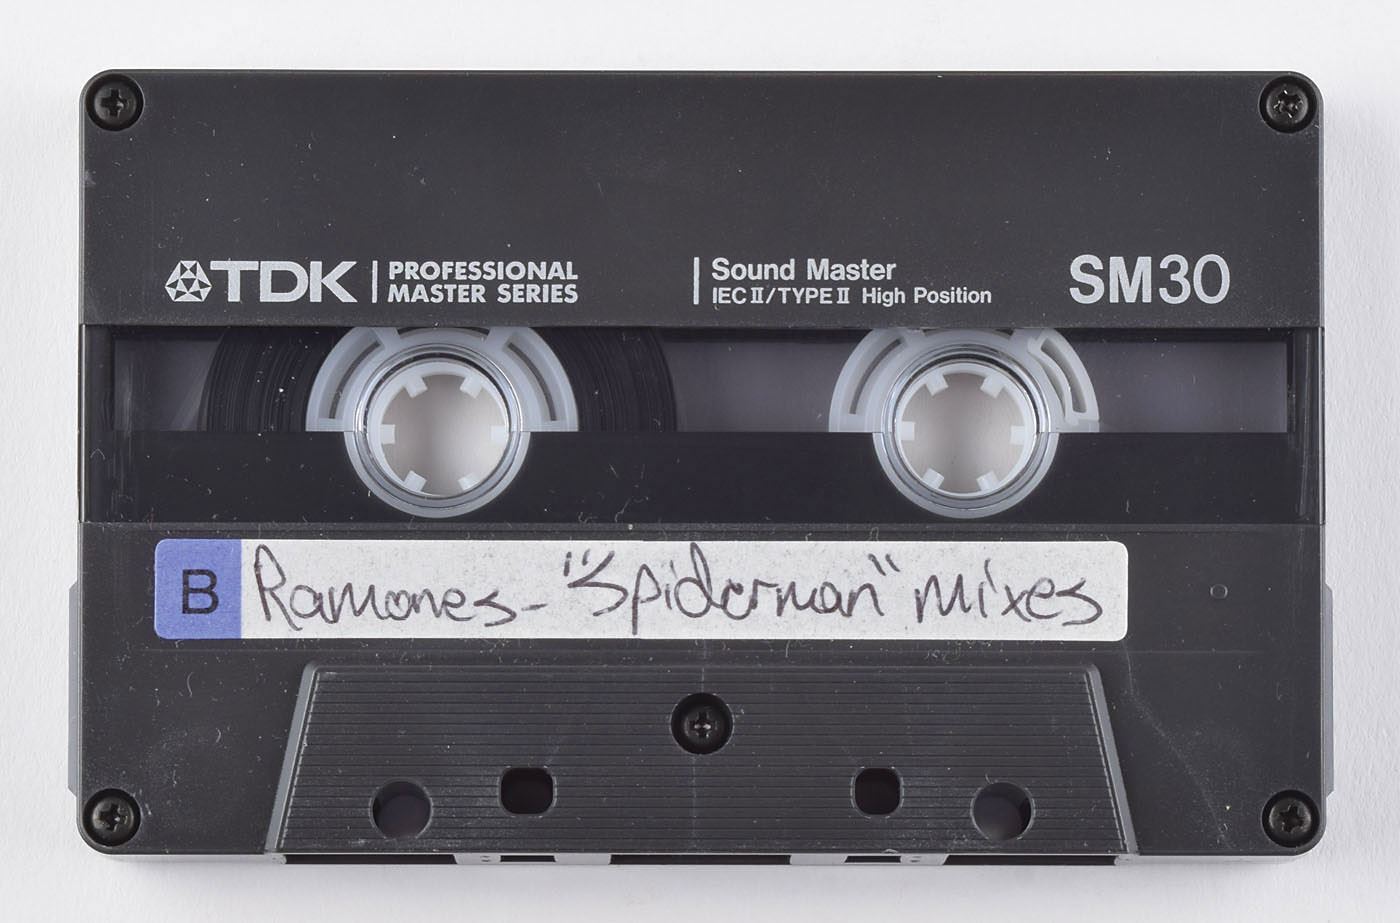 TDK PROFESSIONAL MASTER SERIES
Sound Master
IEC II/TYPE II High Position
SM30
B Ramones - "Spiderman" Mixes